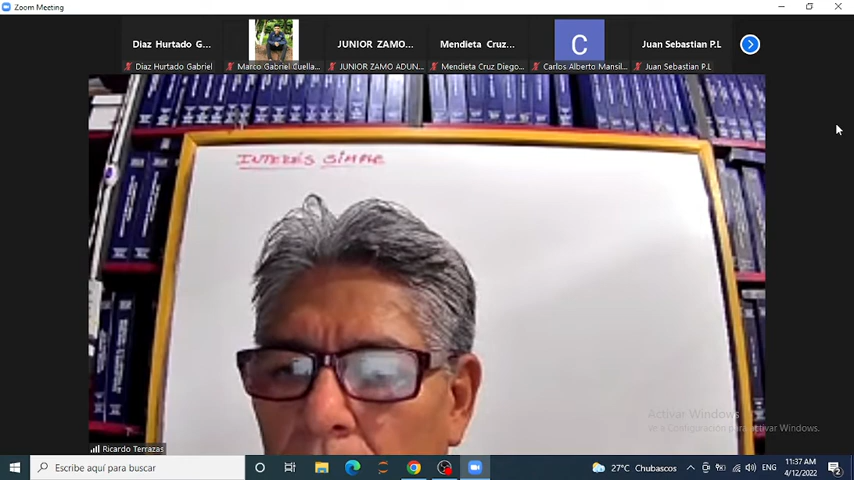 Zoom Meeting
Diaz Hurtado G...
JUNIOR ZAMO...
Mendieta Cruz...
C
Juan Sebastian P.L
Diaz Hurtado Gabriel
Marco Gabriel Cuella...
JUNIOR ZAMO ADUN...
Mendieta Cruz Diego...
Carlos Alberto Mansil...
Juan Sebastian P.L
INTERÉS SIMPLE
Activar Windows
Ve a Configuración para activar Windows.
Ricardo Terrazas
Escribe aquí para buscar
27°C Chubascos
ENG
11:37 AM
4/12/2022
2